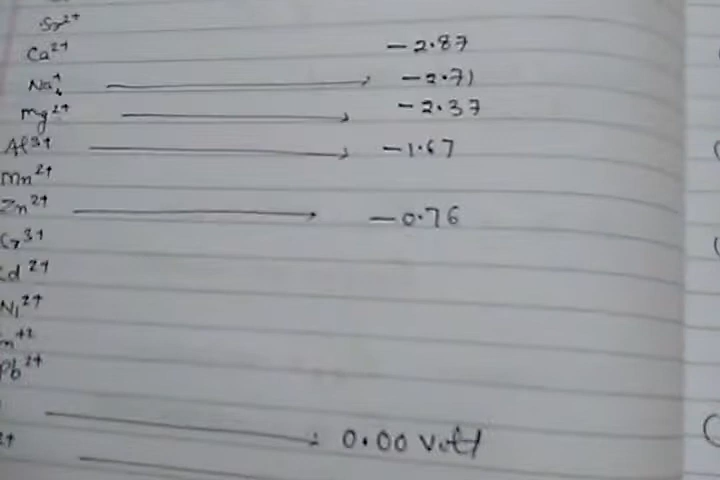 Sr²⁺
Ca²⁺ -2.87
Na⁺ → -2.71
Mg²⁺ → -2.37
Al³⁺ → -1.67
Mn²⁺
Zn²⁺ → -0.76
Cr³⁺
Cd²⁺
Ni²⁺
Pb²⁺
→ 0.00 Volt